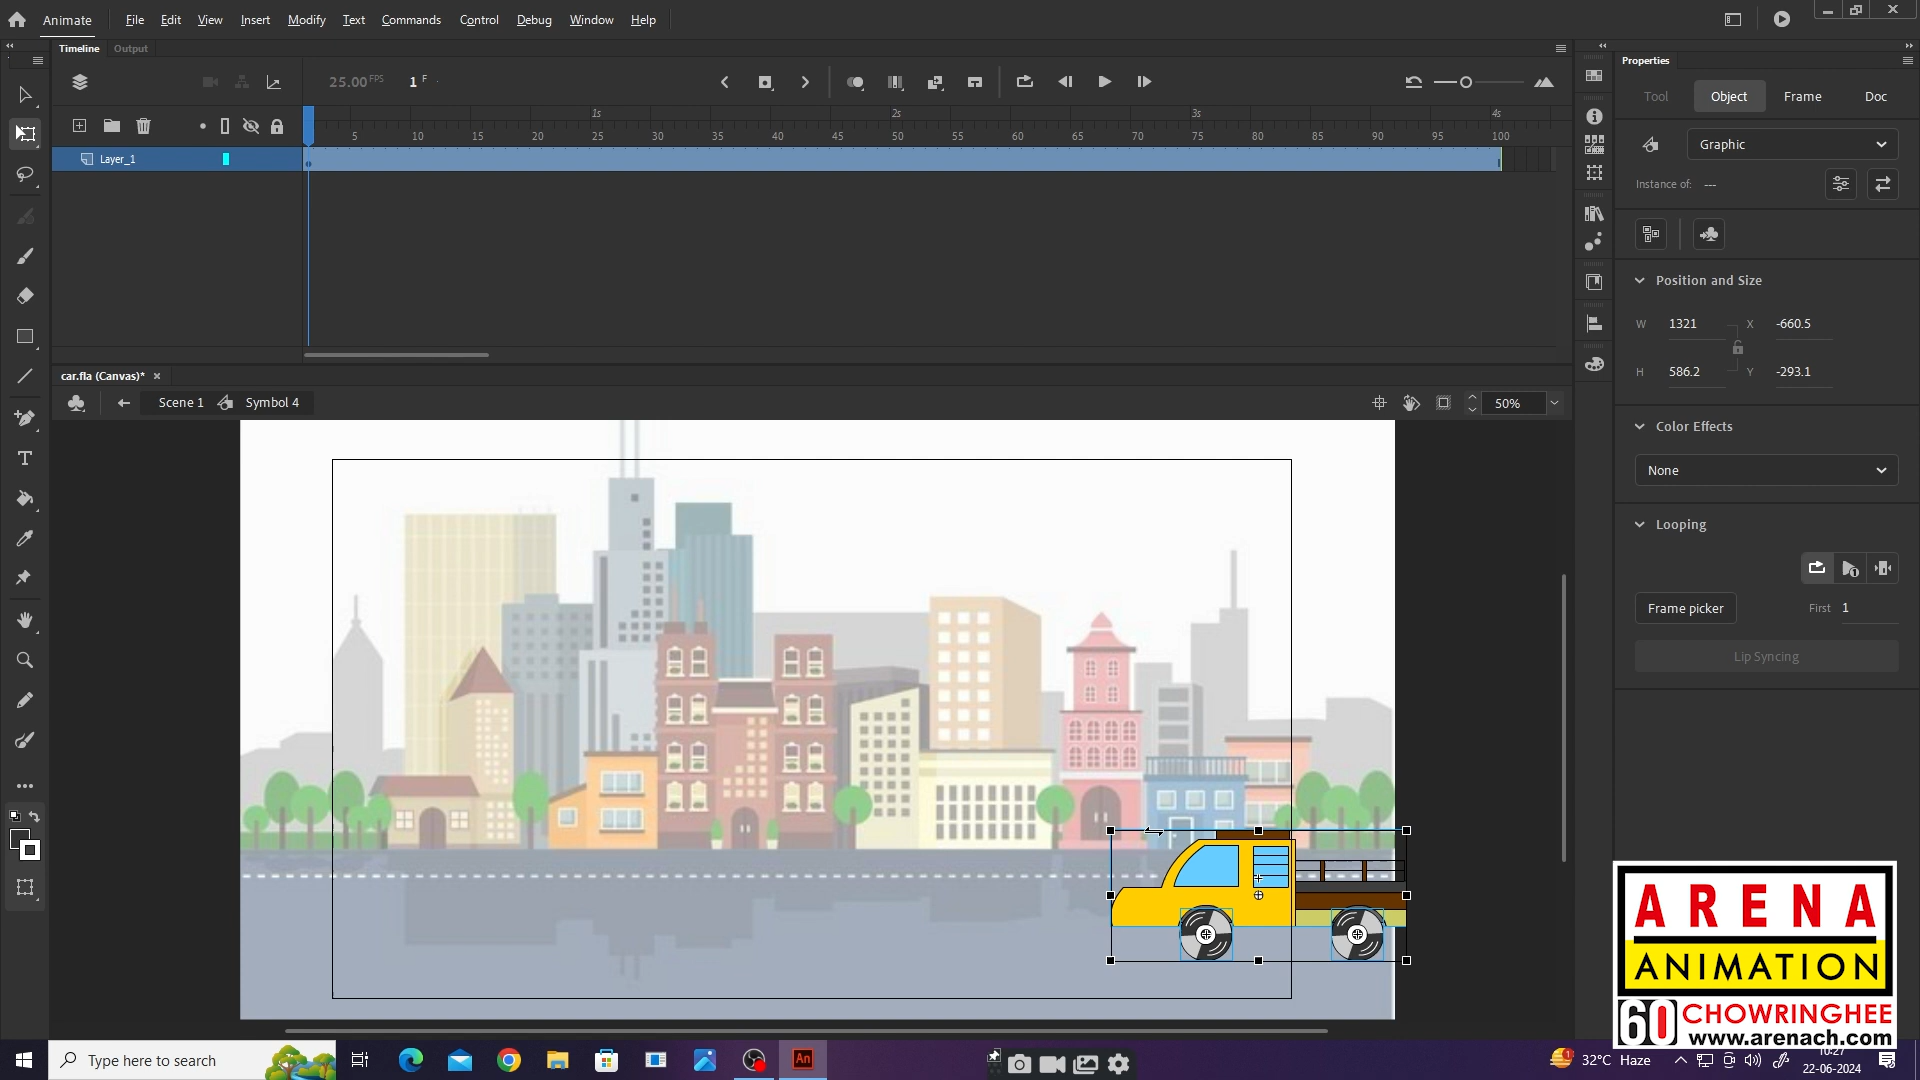 Animate File Edit View Insert Modify Text Commands Control Debug Window Help
Timeline Output
Properties
25.00 FPS 1 F
Tool Object Frame Doc
1s 2s 3s 4s
5 10 15 20 25 30 35 40 45 50 55 60 65 70 75 80 85 90 95 100
Layer_1
Graphic
Instance of: ---
Position and Size
W 1321 X -660.5
H 586.2 Y -293.1
car.fla (Canvas)*
Scene 1 Symbol 4
50%
Color Effects
None
Looping
Frame picker First 1
Lip Syncing
ARENA
ANIMATION
60 CHOWRINGHEE
www.arenach.com
Type here to search
An
32°C Haze
10:27
22-06-2024